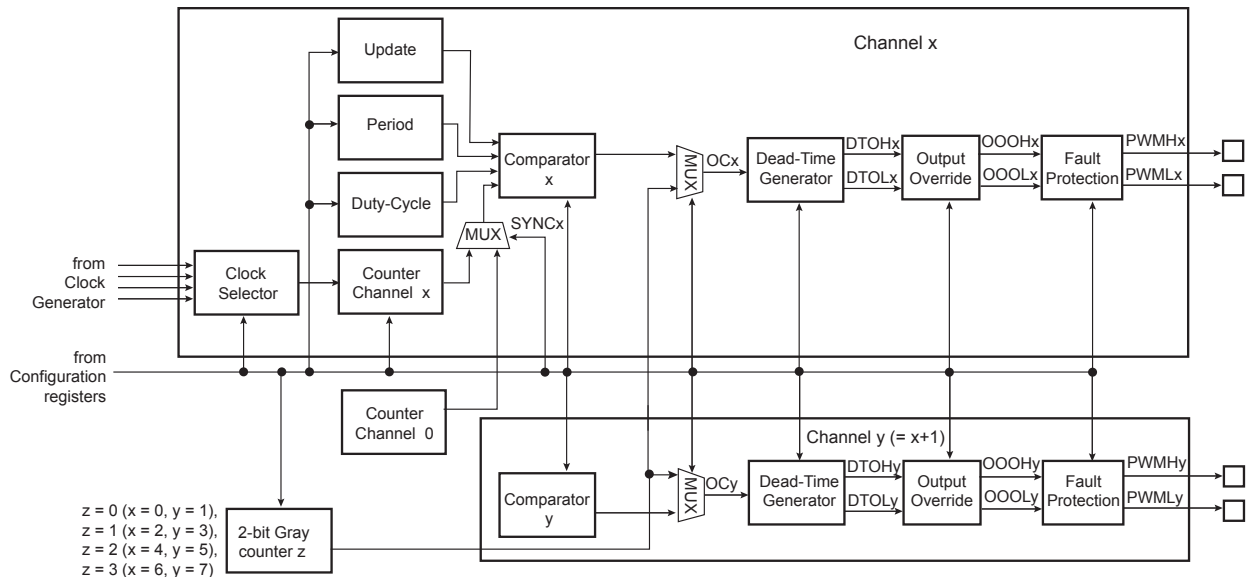 Channel x
Update
Period
Duty-Cycle
Comparator
x
MUX
SYNCx
MUX
OCx
Dead-Time
Generator
DTOHx
DTOLx
Output
Override
OOOHx
OOOLx
Fault
Protection
PWMHx
PWMLx
from
Clock
Generator
Clock
Selector
Counter
Channel x
from
Configuration
registers
Counter
Channel 0
Channel y (= x+1)
Comparator
y
MUX
OCy
Dead-Time
Generator
DTOHy
DTOLy
Output
Override
OOOHy
OOOLy
Fault
Protection
PWMHy
PWMLy
z = 0 (x = 0, y = 1),
z = 1 (x = 2, y = 3),
z = 2 (x = 4, y = 5),
z = 3 (x = 6, y = 7)
2-bit Gray
counter z